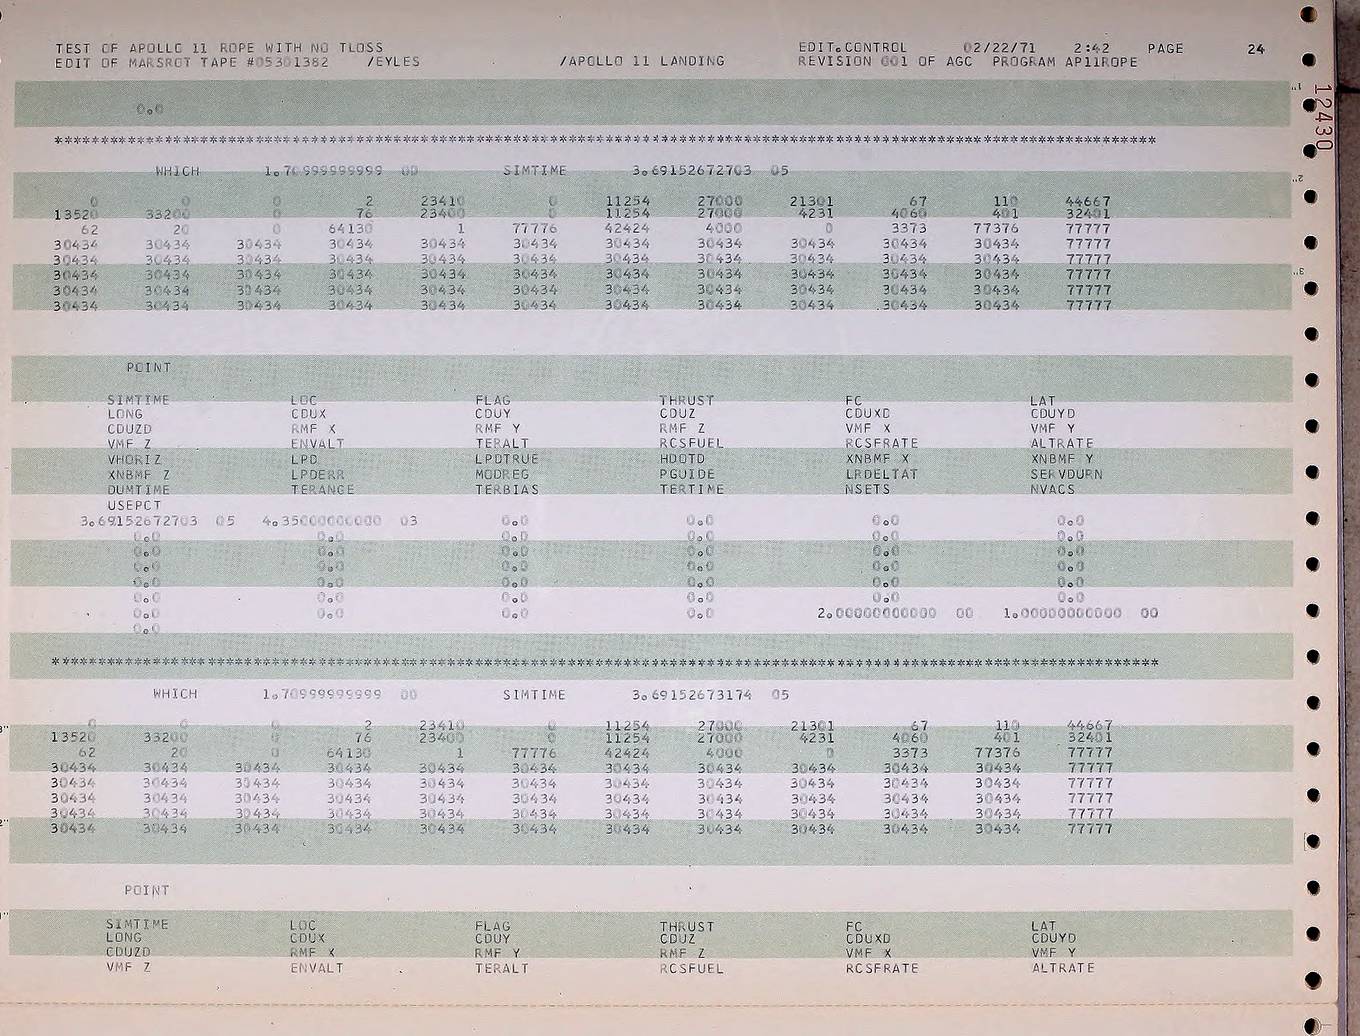 TEST OF APOLLO 11 ROPE WITH NO TLOSS EDIT.CONTROL 02/22/71 2:42 PAGE 24
EDIT OF MARSROT TAPE #05301382 /EYLES /APOLLO 11 LANDING REVISION 001 OF AGC PROGRAM AP11ROPE
12430
0.0
WHICH 1.70999999999 00 SIMTIME 3.69152672703 05
0 0 0 2 23410 0 11254 27000 21301 67 110 44667
13520 33200 0 76 23400 0 11254 27000 4231 4060 401 32401
62 20 0 64130 1 77776 42424 4000 0 3373 77376 77777
30434 30434 30434 30434 30434 30434 30434 30434 30434 30434 30434 77777
30434 30434 30434 30434 30434 30434 30434 30434 30434 30434 30434 77777
30434 30434 30434 30434 30434 30434 30434 30434 30434 30434 30434 77777
30434 30434 30434 30434 30434 30434 30434 30434 30434 30434 30434 77777
30434 30434 30434 30434 30434 30434 30434 30434 30434 30434 30434 77777
POINT
SIMTIME LOC FLAG THRUST FC LAT
LONG CDUX CDUY CDUZ CDUXD CDUYD
CDUZD RMF X RMF Y RMF Z VMF X VMF Y
VMF Z ENVALT TERALT RCSFUEL RCSFRATE ALTRATE
VHORIZ LPD LPDTRUE HDOTD XNBMF X XNBMF Y
XNBMF Z LPDERR MODREG PGUIDE LRDELTAT SERVDURN
DUMTIME TERANGE TERBIAS TERTIME NSETS NVACS
USEPCT
3.69152672703 05 4.35000000000 03 0.0 0.0 0.0 0.0
0.0 0.0 0.0 0.0 0.0 0.0
0.0 0.0 0.0 0.0 0.0 0.0
0.0 0.0 0.0 0.0 0.0 0.0
0.0 0.0 0.0 0.0 0.0 0.0
0.0 0.0 0.0 0.0 0.0 0.0
0.0 0.0 0.0 0.0 2.00000000000 00 1.00000000000 00
0.0
WHICH 1.70999999999 00 SIMTIME 3.69152673174 05
0 0 0 2 23410 0 11254 27000 21301 67 110 44667
13520 33200 0 76 23400 0 11254 27000 4231 4060 401 32401
62 20 0 64130 1 77776 42424 4000 0 3373 77376 77777
30434 30434 30434 30434 30434 30434 30434 30434 30434 30434 30434 77777
30434 30434 30434 30434 30434 30434 30434 30434 30434 30434 30434 77777
30434 30434 30434 30434 30434 30434 30434 30434 30434 30434 30434 77777
30434 30434 30434 30434 30434 30434 30434 30434 30434 30434 30434 77777
30434 30434 30434 30434 30434 30434 30434 30434 30434 30434 30434 77777
POINT
SIMTIME LOC FLAG THRUST FC LAT
LONG CDUX CDUY CDUZ CDUXD CDUYD
CDUZD RMF X RMF Y RMF Z VMF X VMF Y
VMF Z ENVALT TERALT RCSFUEL RCSFRATE ALTRATE